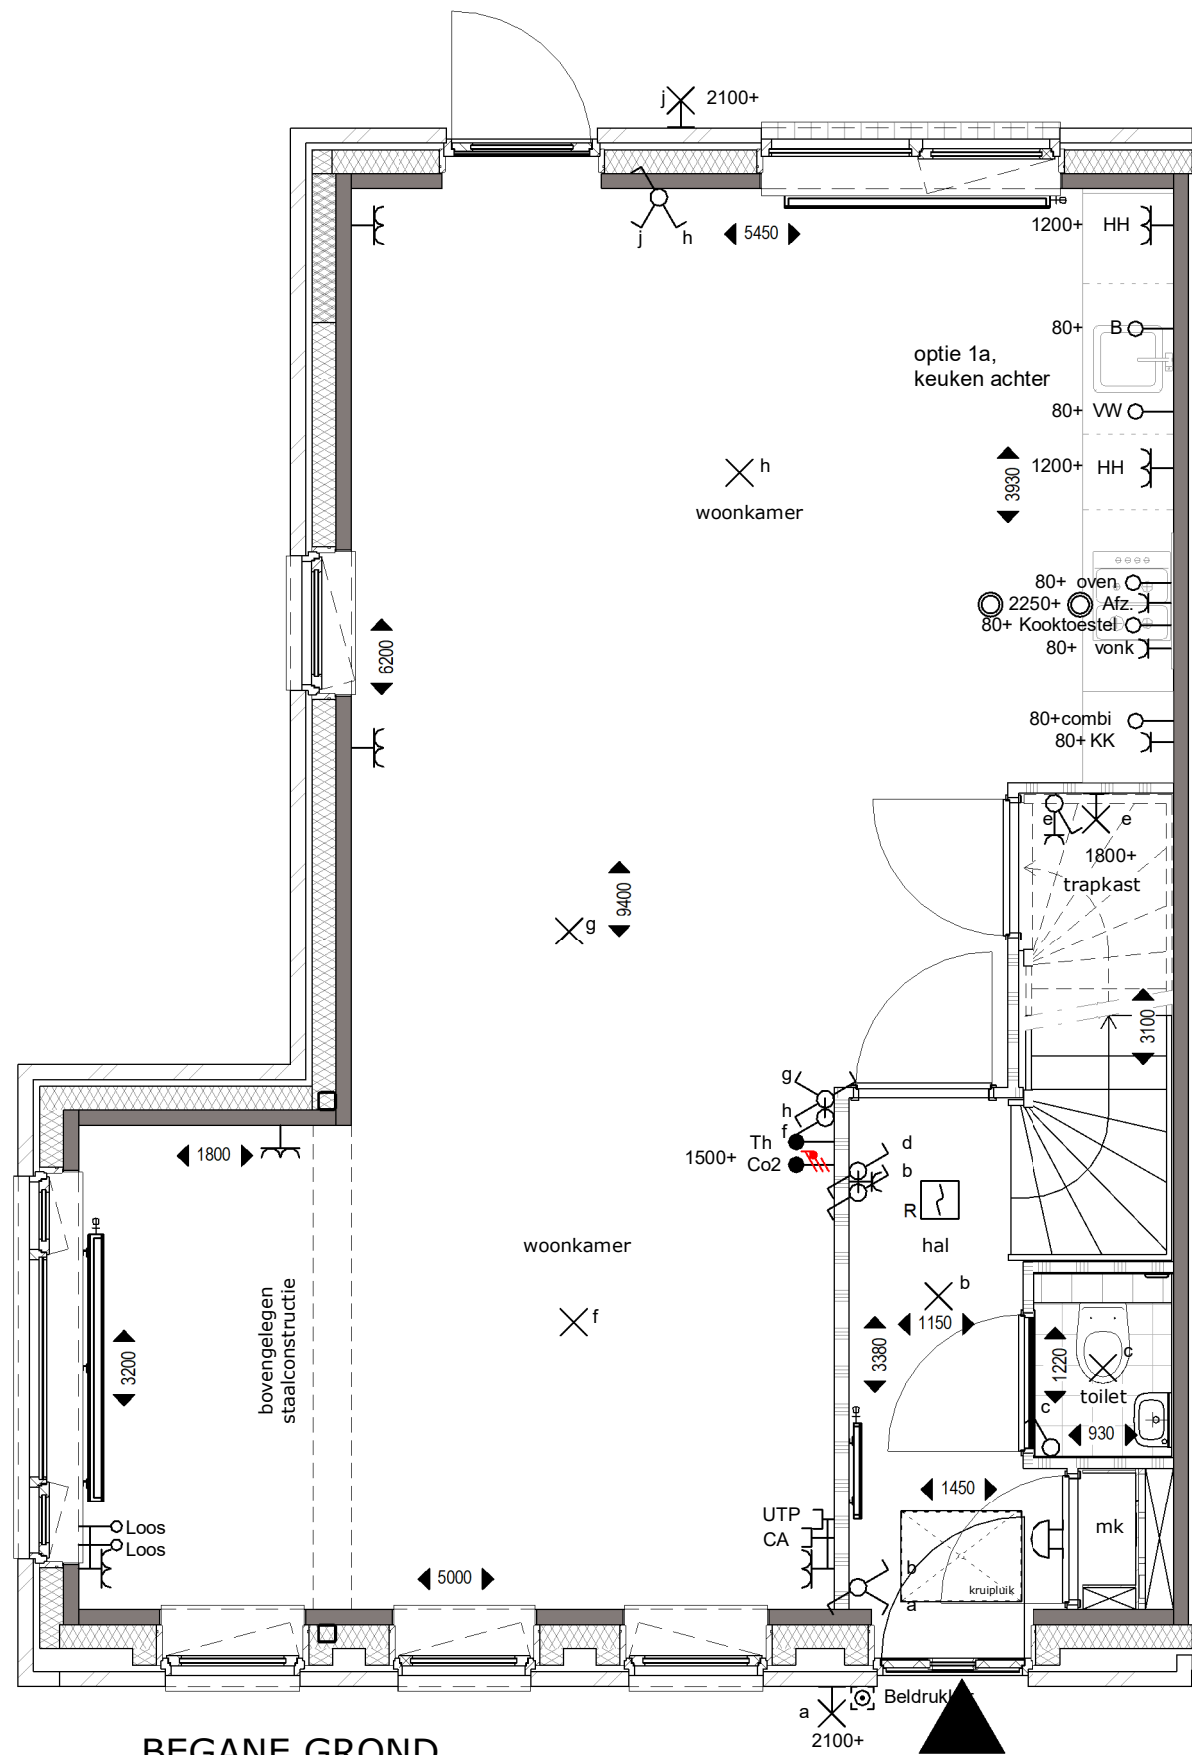 j 2100+
j h
5450
1200+ HH
80+ B
optie 1a,
keuken achter
80+ VW
1200+ HH
h
3930
woonkamer
80+ oven
2250+ Afz.
80+ Kooktoestel
80+ vonk
6200
80+combi
80+ KK
e e
1800+
trapkast
9400
g
3100
g
h
f
Th
1500+ Co2
d
b
R
1800
woonkamer
hal
b
f
1150
3380
3200
bovengelegen
staalconstructie
1220
c
toilet
c
930
1450
UTP
CA
Loos
Loos
mk
5000
b
a
kruipluik
a
2100+
BEGANE GROND